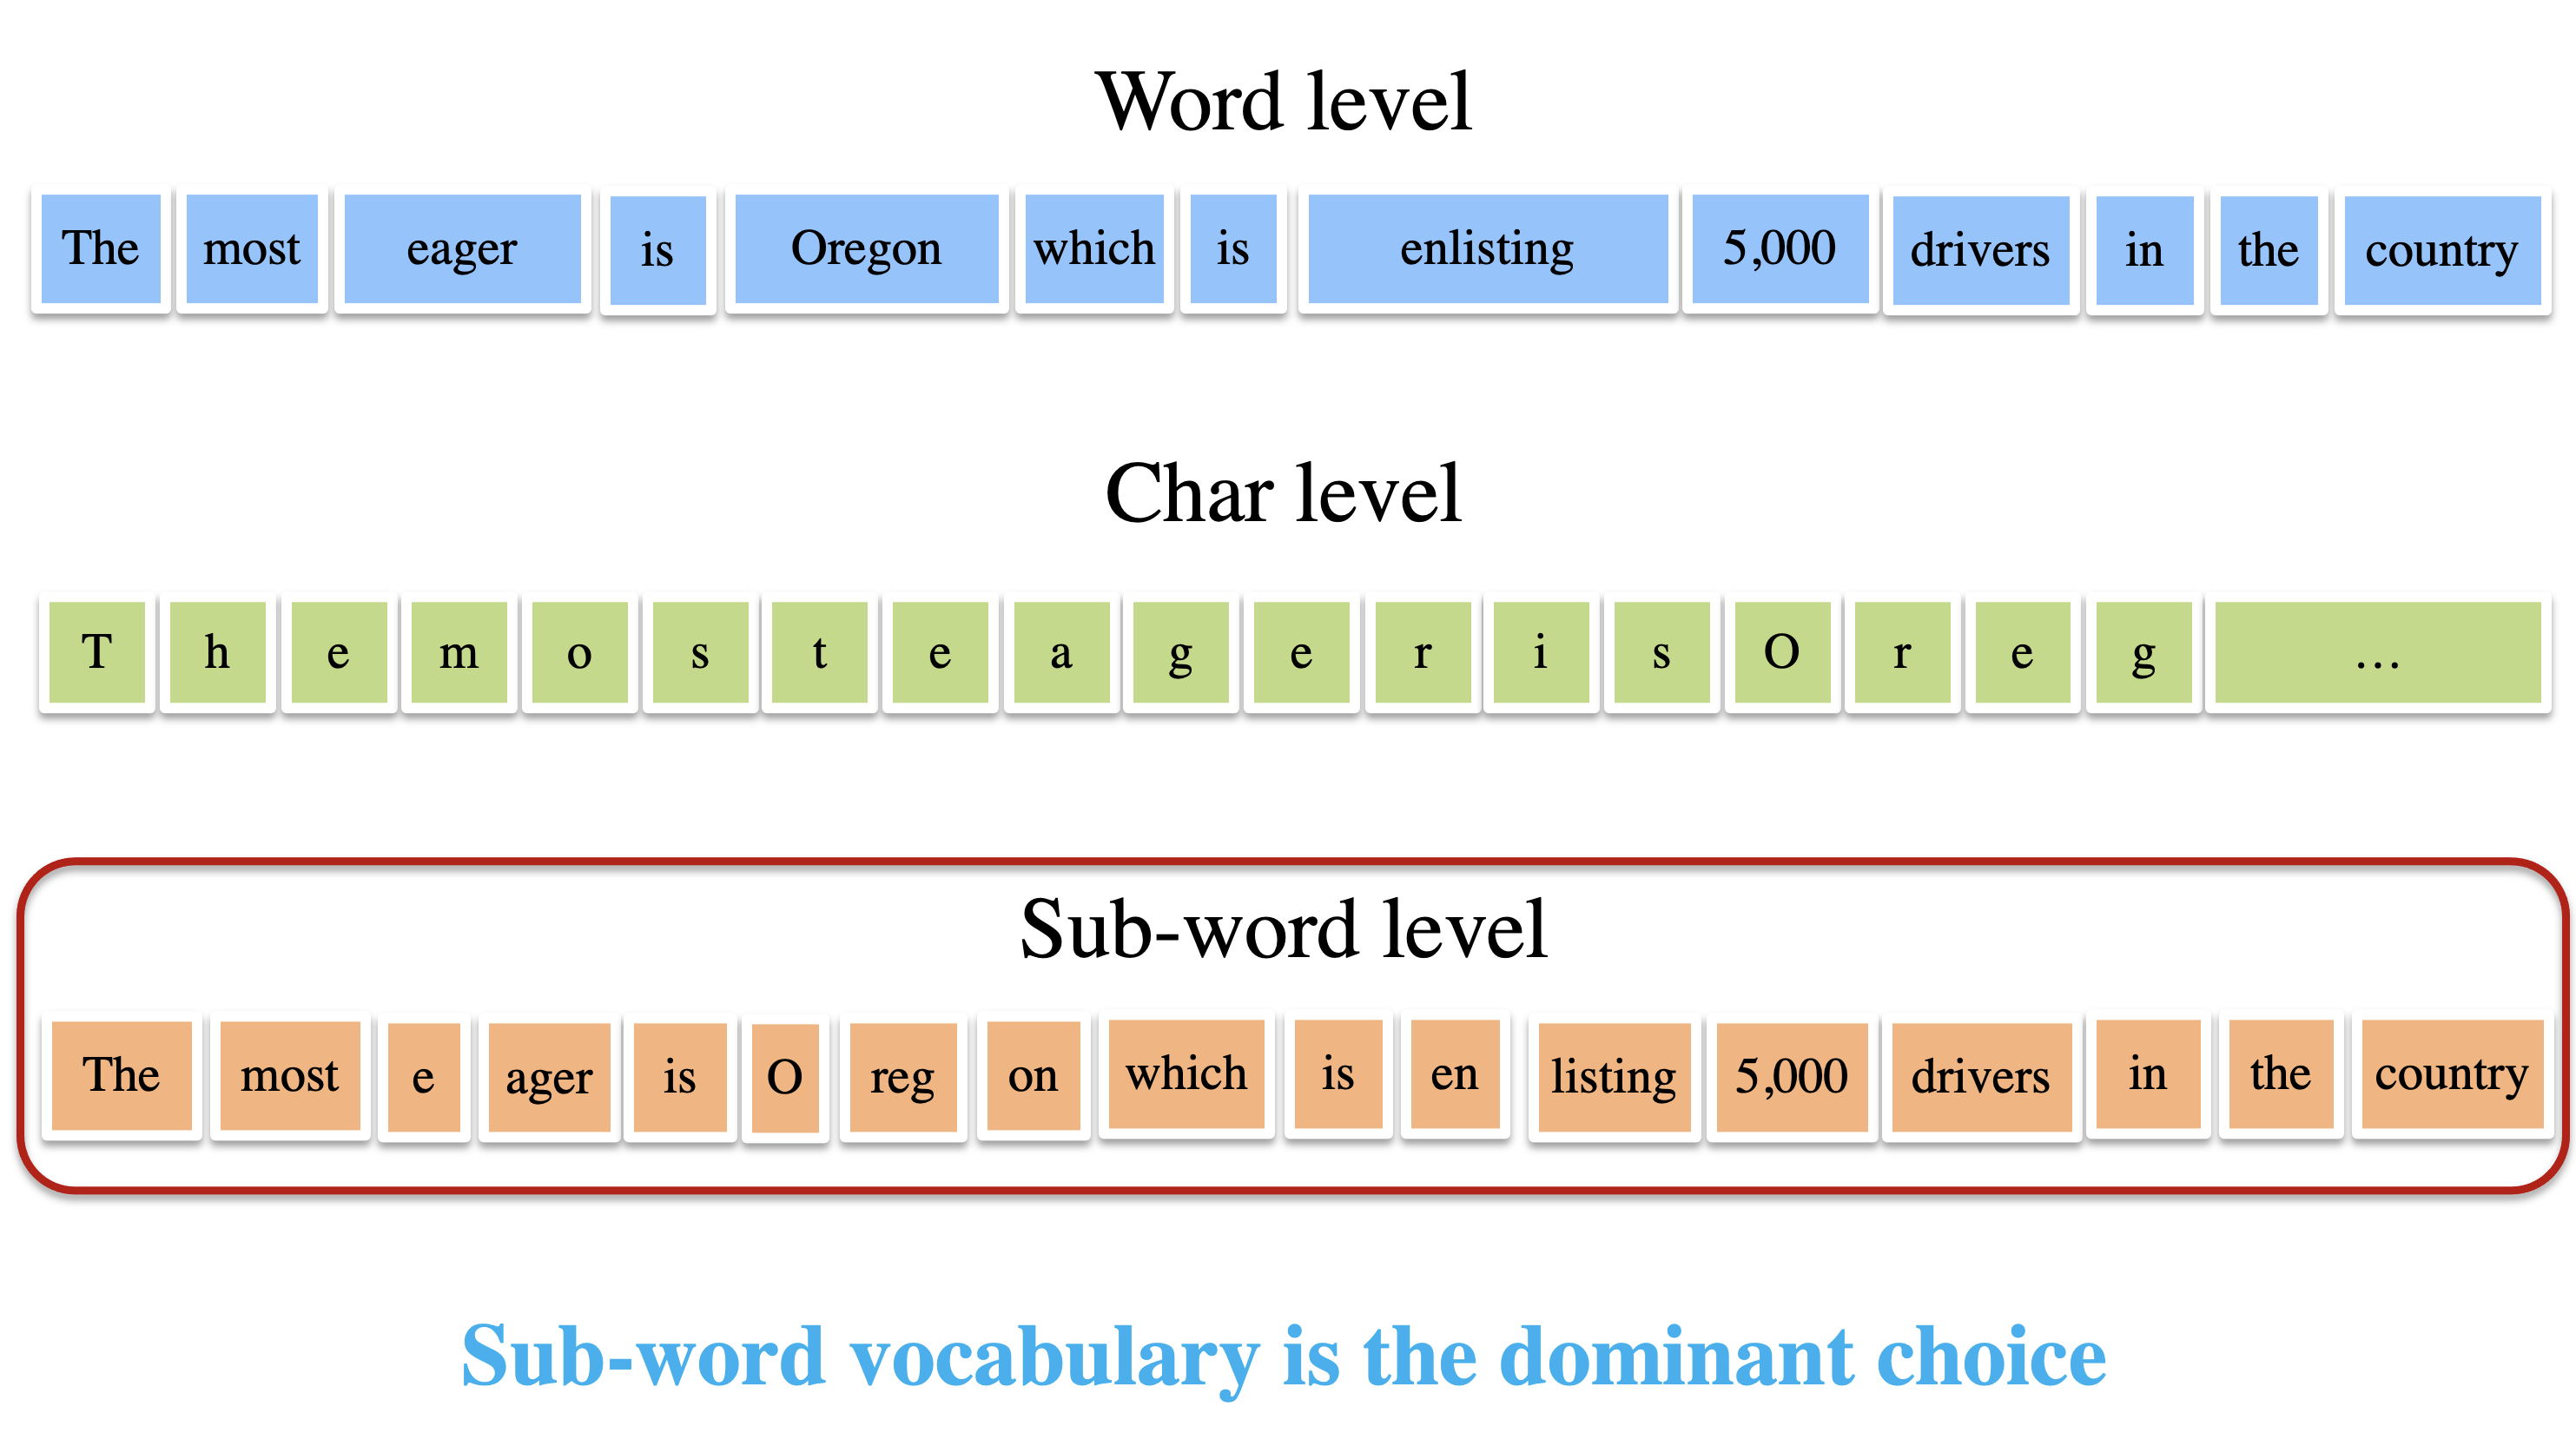 Word level
The most eager is Oregon which is enlisting 5,000 drivers in the country
Char level
T h e m o s t e a g e r i s O r e g ...
Sub-word level
The most e ager is O reg on which is en listing 5,000 drivers in the country
Sub-word vocabulary is the dominant choice